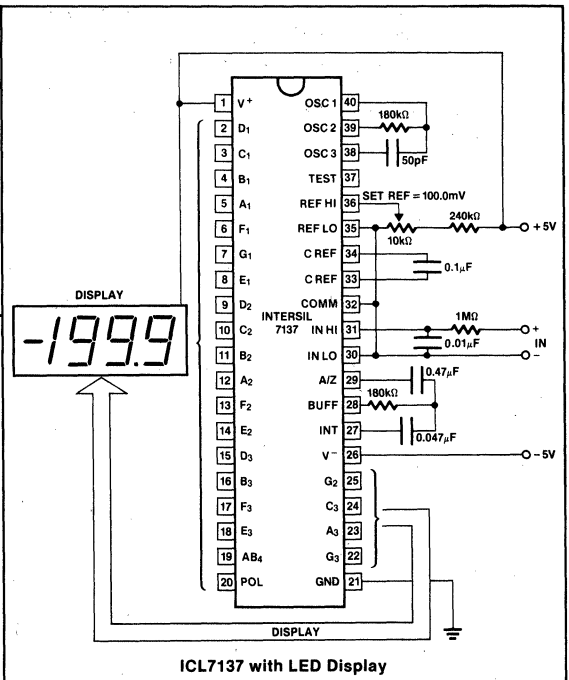 1 V+ OSC 1 40
180kΩ
2 D1 OSC 2 39
3 C1 OSC 3 38
50pF
4 B1 TEST 37
SET REF = 100.0mV
5 A1 REF HI 36
6 F1 REF LO 35
240kΩ
+5V
10kΩ
7 G1 C REF 34
0.1µF
8 E1 C REF 33
DISPLAY
9 D2 COMM 32
INTERSIL
7137
1MΩ
10 C2 IN HI 31
+
-199.9
0.01µF
IN
11 B2 IN LO 30
−
0.47µF
12 A2 A/Z 29
180kΩ
13 F2 BUFF 28
14 E2 INT 27
0.047µF
15 D3 V− 26
−5V
16 B3 G2 25
17 F3 C3 24
18 E3 A3 23
19 AB4 G3 22
20 POL GND 21
DISPLAY
ICL7137 with LED Display